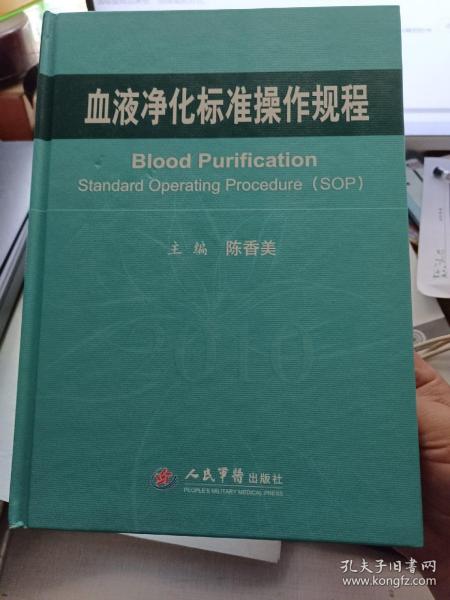 血液净化标准操作规程
Blood Purification
Standard Operating Procedure (SOP)
主编 陈香美
2010
人民军医出版社
PEOPLE'S MILITARY MEDICAL PRESS
孔夫子旧书网
www.kongfz.com